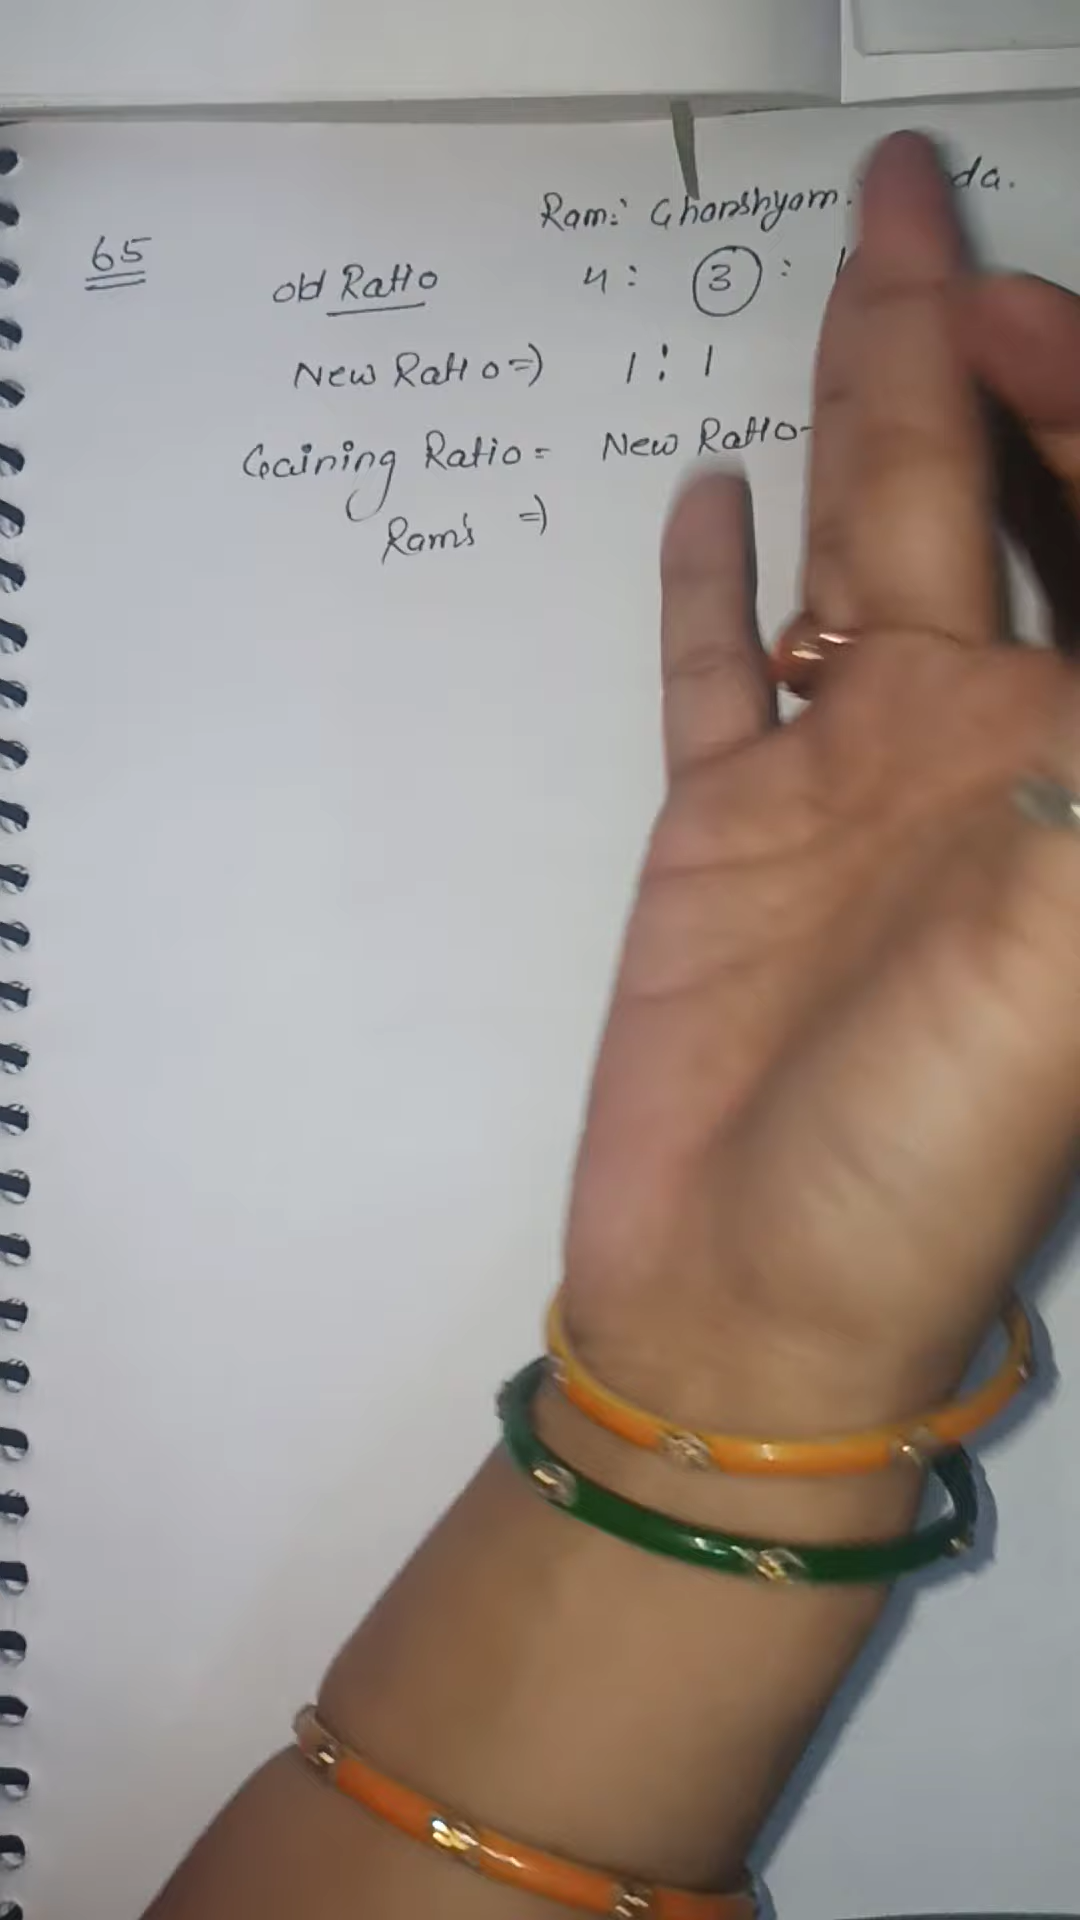 Ram: Ghanshyam.
65
old Ratio 4: 3 :
New Ratio => 1 : 1
Gaining Ratio = New Ratio-
Ram's =>